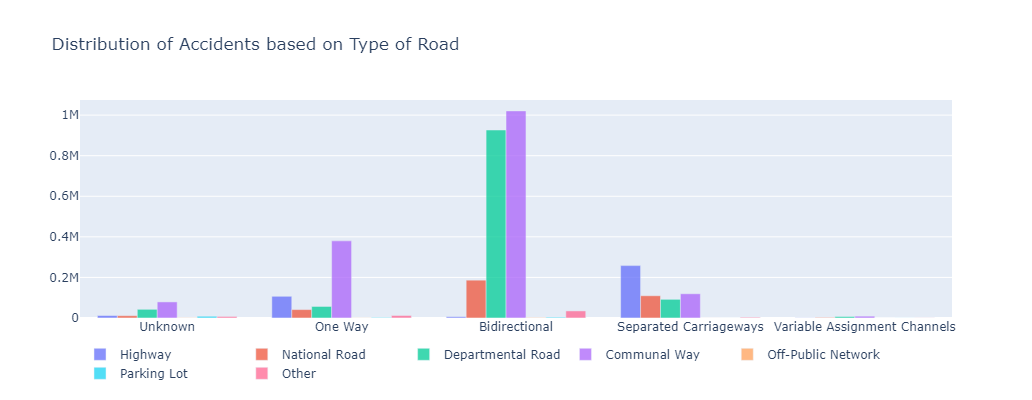 Distribution of Accidents based on Type of Road
1M
0.8M
0.6M
0.4M
0.2M
0
Unknown One Way Bidirectional Separated Carriageways Variable Assignment Channels
Highway National Road Departmental Road Communal Way Off-Public Network
Parking Lot Other